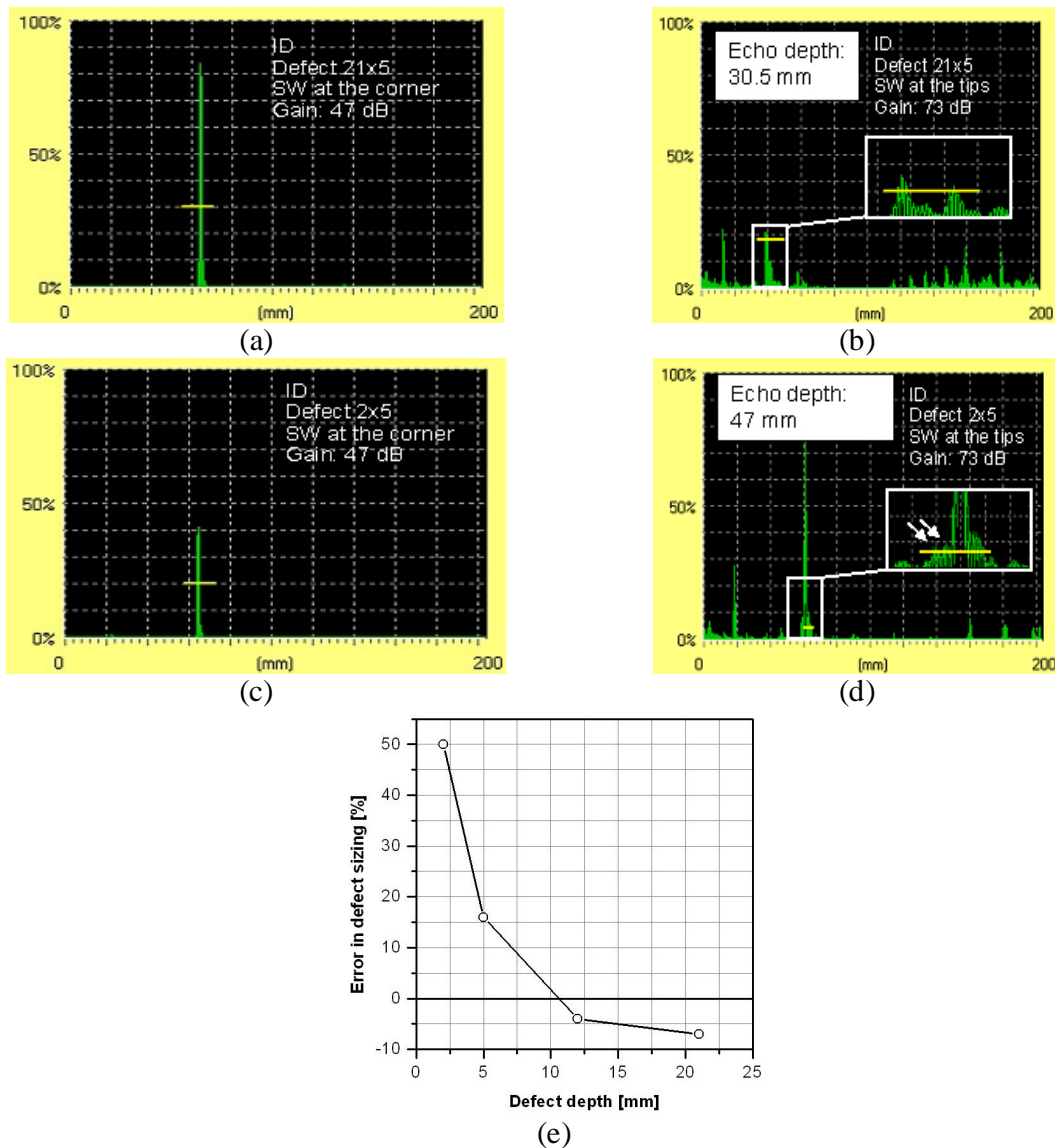 100%
50%
0%
0
(mm)
200
ID
Defect 21x5
SW at the corner
Gain: 47 dB
(a)
100%
50%
0%
0
(mm)
200
Echo depth:
30.5 mm
ID
Defect 21x5
SW at the tips
Gain: 73 dB
(b)
100%
50%
0%
0
(mm)
200
ID
Defect 2x5
SW at the corner
Gain: 47 dB
(c)
100%
50%
0%
0
(mm)
200
Echo depth:
47 mm
ID
Defect 2x5
SW at the tips
Gain: 73 dB
(d)
Error in defect sizing [%]
50
40
30
20
10
0
-10
0 5 10 15 20 25
Defect depth [mm]
(e)